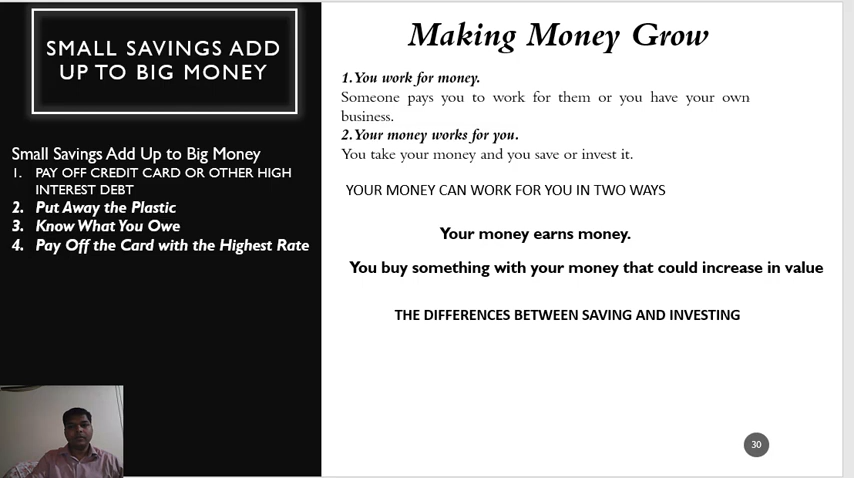 SMALL SAVINGS ADD
UP TO BIG MONEY
Small Savings Add Up to Big Money
1. PAY OFF CREDIT CARD OR OTHER HIGH
INTEREST DEBT
2. Put Away the Plastic
3. Know What You Owe
4. Pay Off the Card with the Highest Rate
Making Money Grow
1.You work for money.
Someone pays you to work for them or you have your own
business.
2.Your money works for you.
You take your money and you save or invest it.
YOUR MONEY CAN WORK FOR YOU IN TWO WAYS
Your money earns money.
You buy something with your money that could increase in value
THE DIFFERENCES BETWEEN SAVING AND INVESTING
30